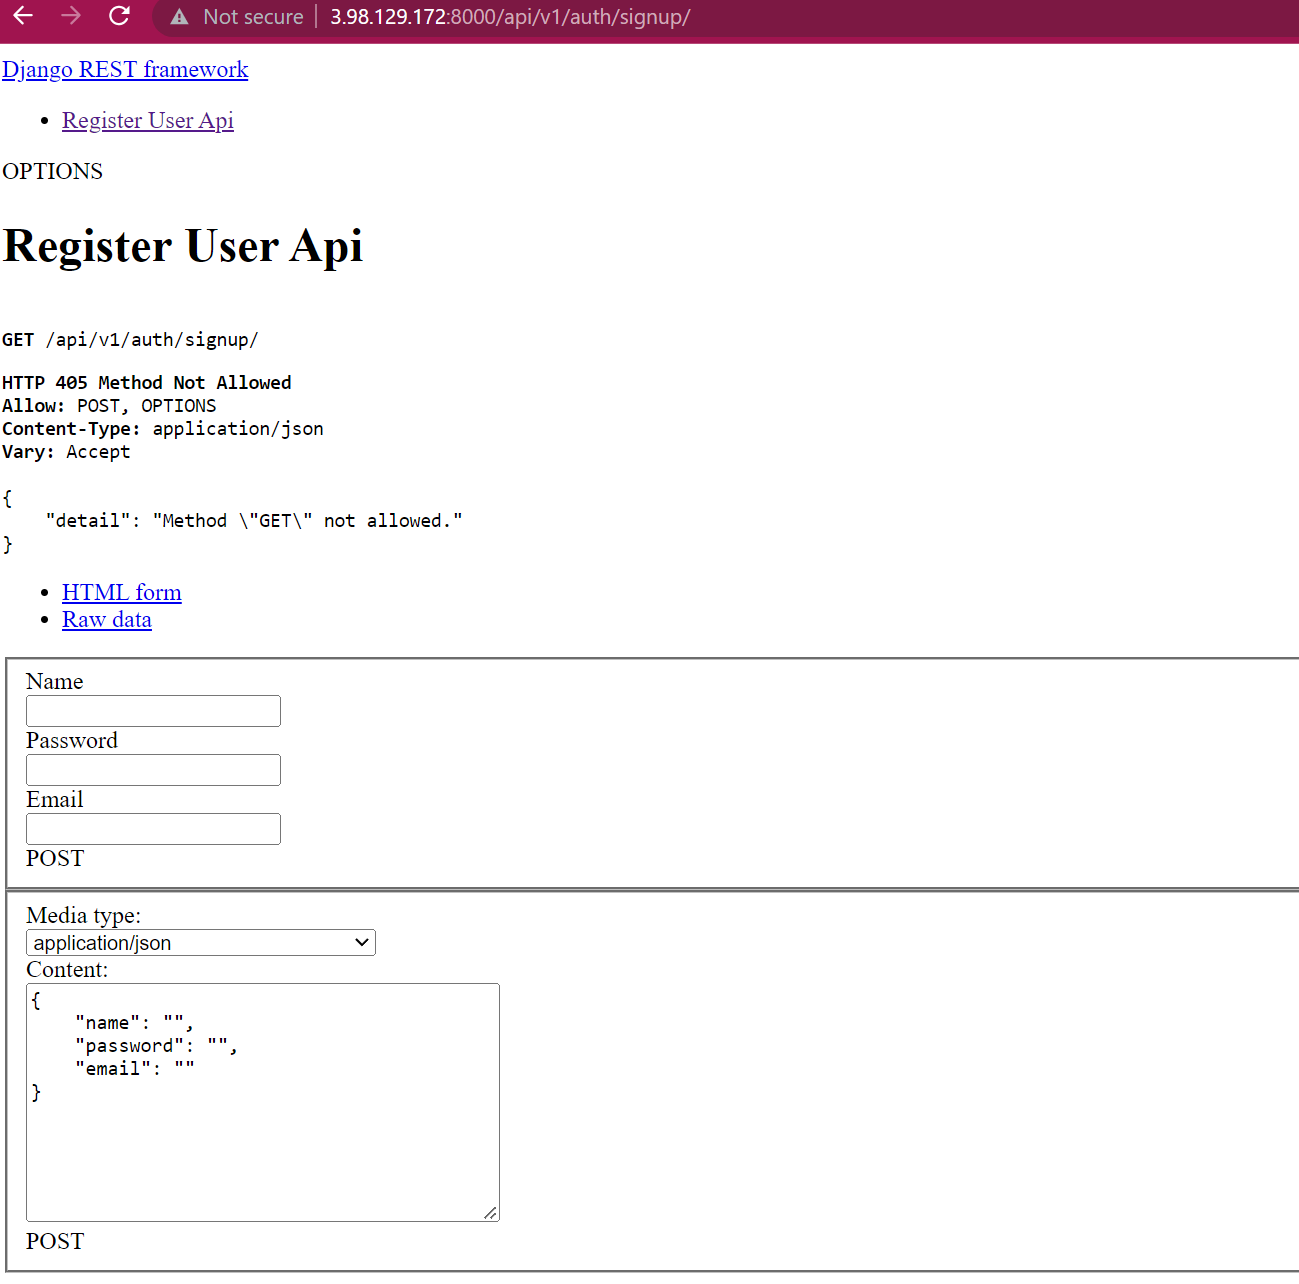 Not secure | 3.98.129.172:8000/api/v1/auth/signup/
Django REST framework
Register User Api
OPTIONS
Register User Api
GET /api/v1/auth/signup/
HTTP 405 Method Not Allowed
Allow: POST, OPTIONS
Content-Type: application/json
Vary: Accept
{
    "detail": "Method \"GET\" not allowed."
}
HTML form
Raw data
Name
Password
Email
POST
Media type:
application/json
Content:
{
    "name": "",
    "password": "",
    "email": ""
}
POST